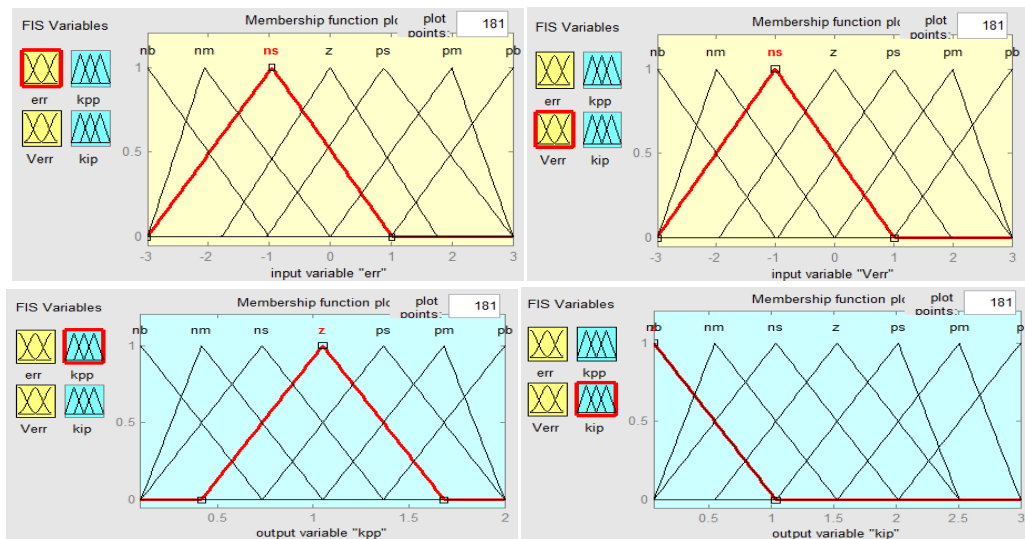 FIS Variables
Membership function plc
plot points:
181
nb nm ns z ps pm pb
err kpp
Verr kip
1
0.5
0
-3 -2 -1 0 1 2 3
input variable "err"
FIS Variables
Membership function plc
plot points:
181
nb nm ns z ps pm pb
err kpp
Verr kip
1
0.5
0
-3 -2 -1 0 1 2 3
input variable "Verr"
FIS Variables
Membership function plc
plot points:
181
nb nm ns z ps pm pb
err kpp
Verr kip
1
0.5
0
0.5 1 1.5 2
output variable "kpp"
FIS Variables
Membership function plc
plot points:
181
nm ns z ps pm
err kpp
Verr kip
1
0.5
0
0.5 1 1.5 2 2.5 3
output variable "kip"